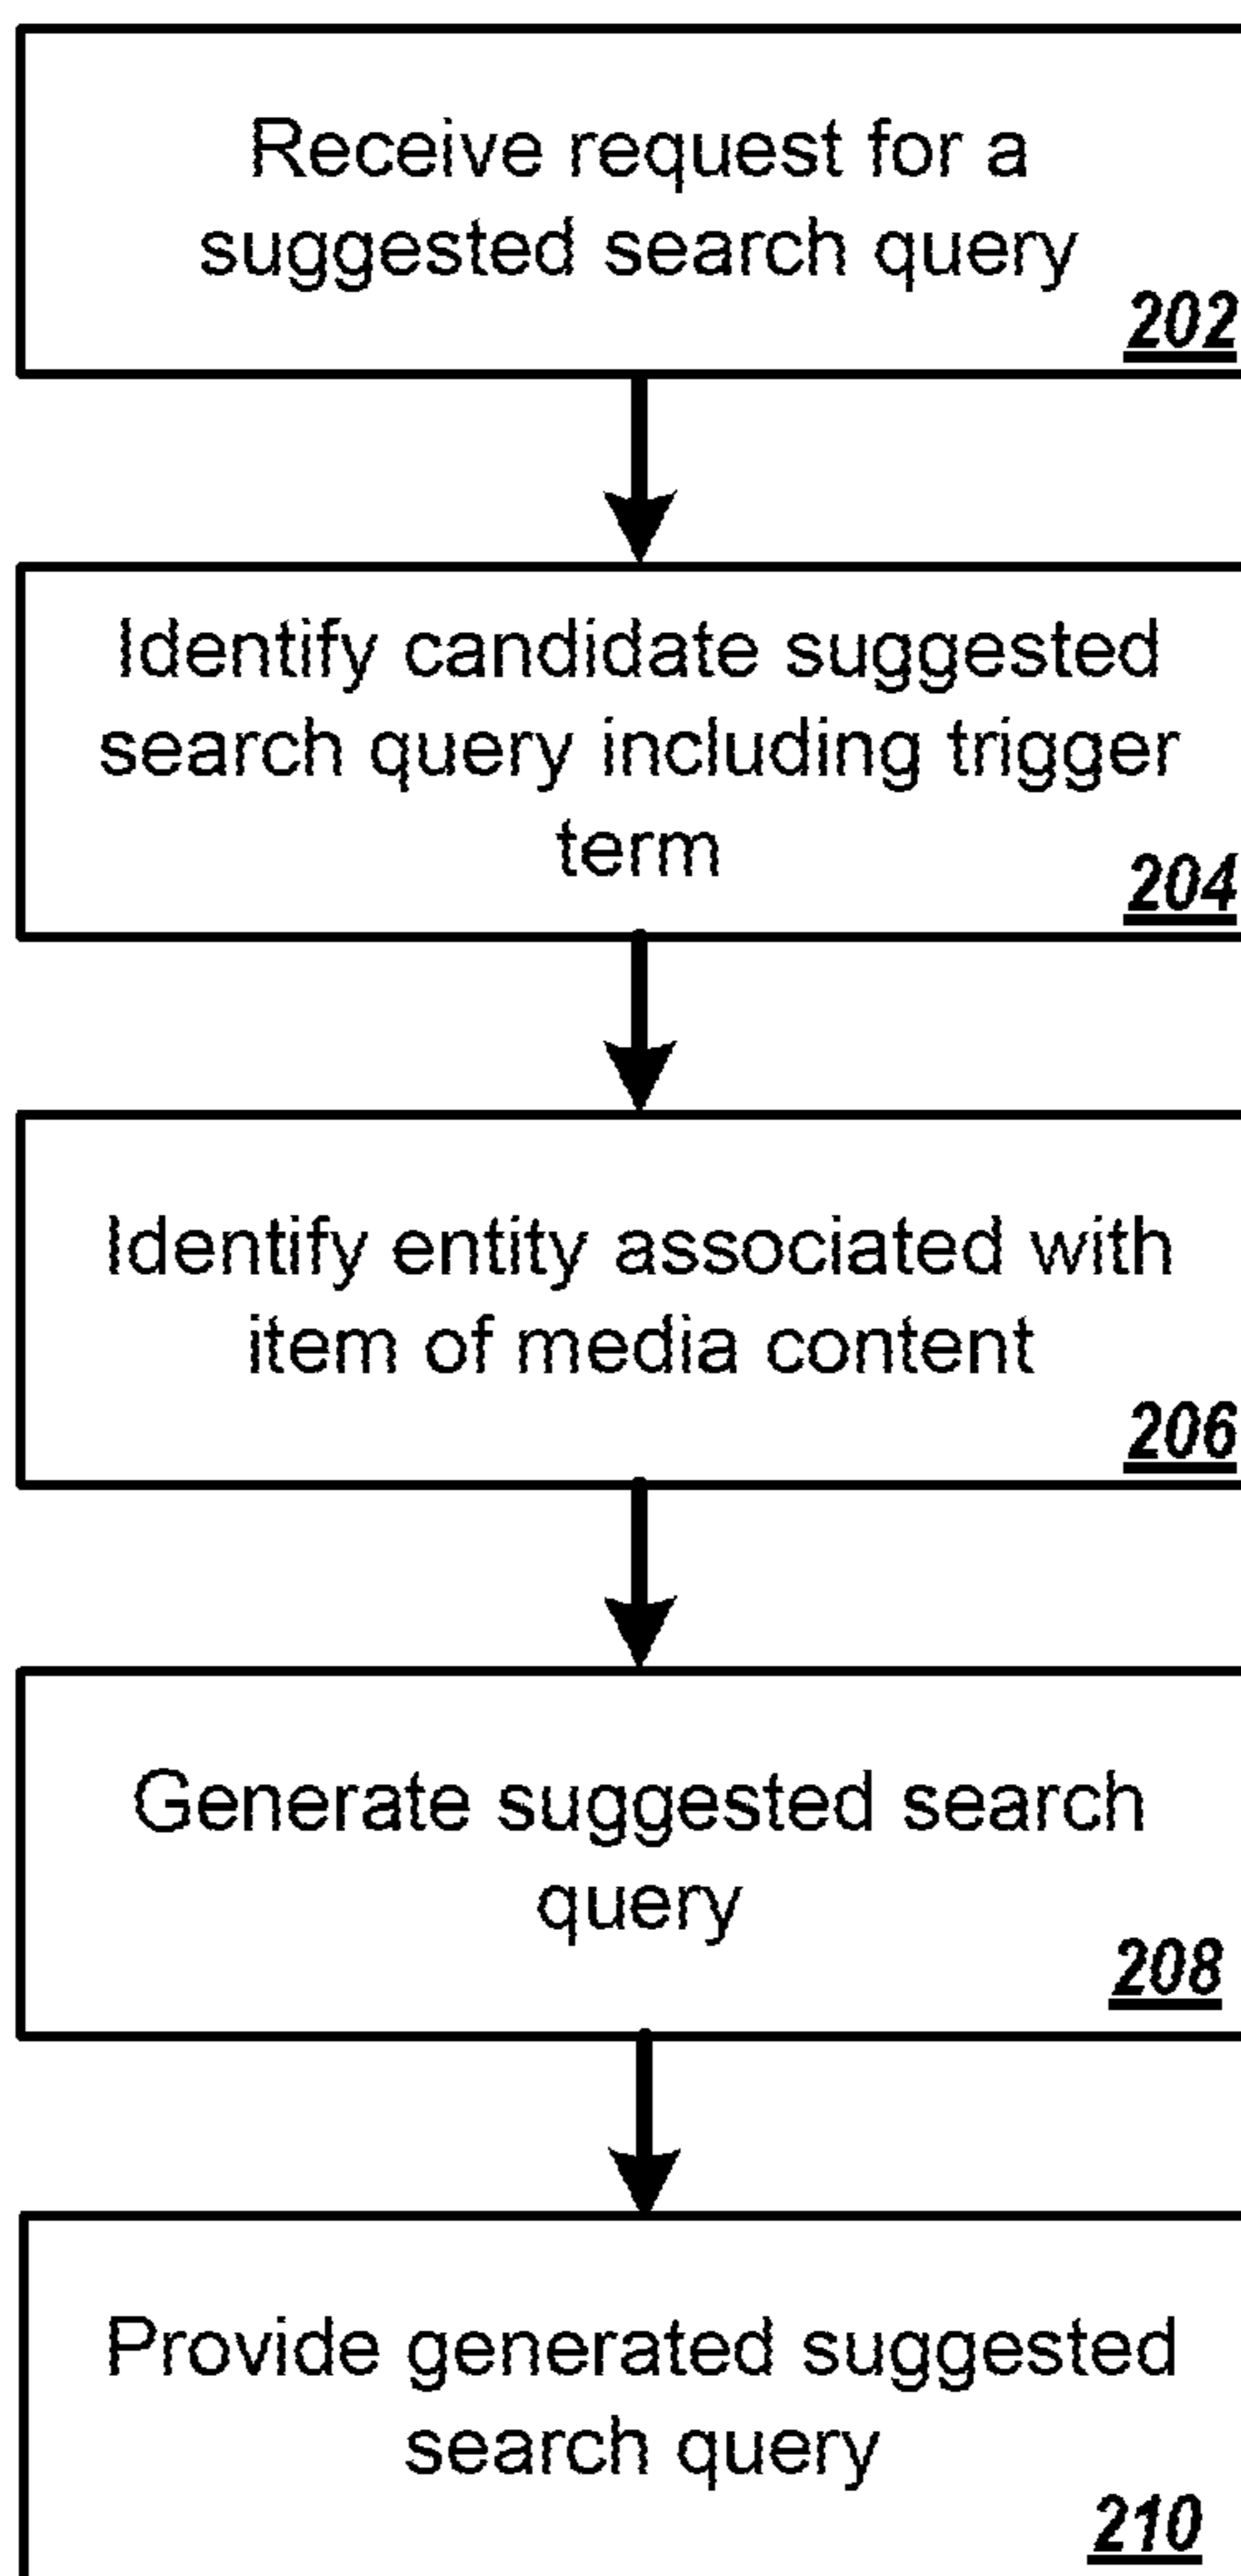 Receive request for a
suggested search query
202
Identify candidate suggested
search query including trigger
term
204
Identify entity associated with
item of media content
206
Generate suggested search
query
208
Provide generated suggested
search query
210